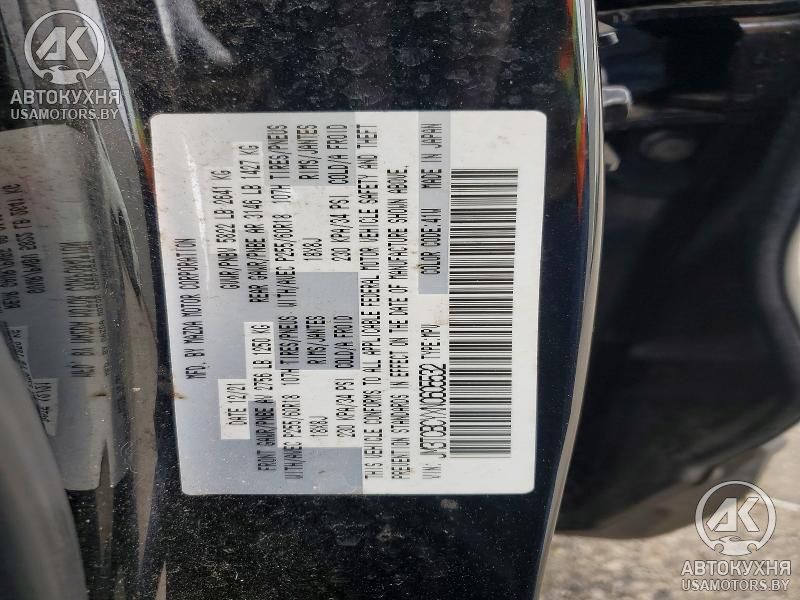 AK
АВТОКУХНЯ
USAMOTORS.BY
MFD. BY MAZDA MOTOR CORPORATION
DATE: 12/21 GVWR/PNBV 5822 LB 2641 KG
FRONT GAWR/PNBE AV 2756 LB 1250 KG REAR GAWR/PNBE AR 3146 LB 1427 KG
WITH/AVEC P255/60R18 107H TIRES/PNEUS WITH/AVEC P255/60R18 107H TIRES/PNEUS
18X8J RIMS/JANTES 18X8J RIMS/JANTES
230 KPA/34 PSI COLD/A FROID 230 KPA/34 PSI COLD/A FROID
THIS VEHICLE CONFORMS TO ALL APPLICABLE FEDERAL MOTOR VEHICLE SAFETY AND THEFT
PREVENTION STANDARDS IN EFFECT ON THE DATE OF MANUFACTURE SHOWN ABOVE.
VIN: TYPE:MPV COLOR CODE:41W MADE IN JAPAN
AK
АВТОКУХНЯ
USAMOTORS.BY